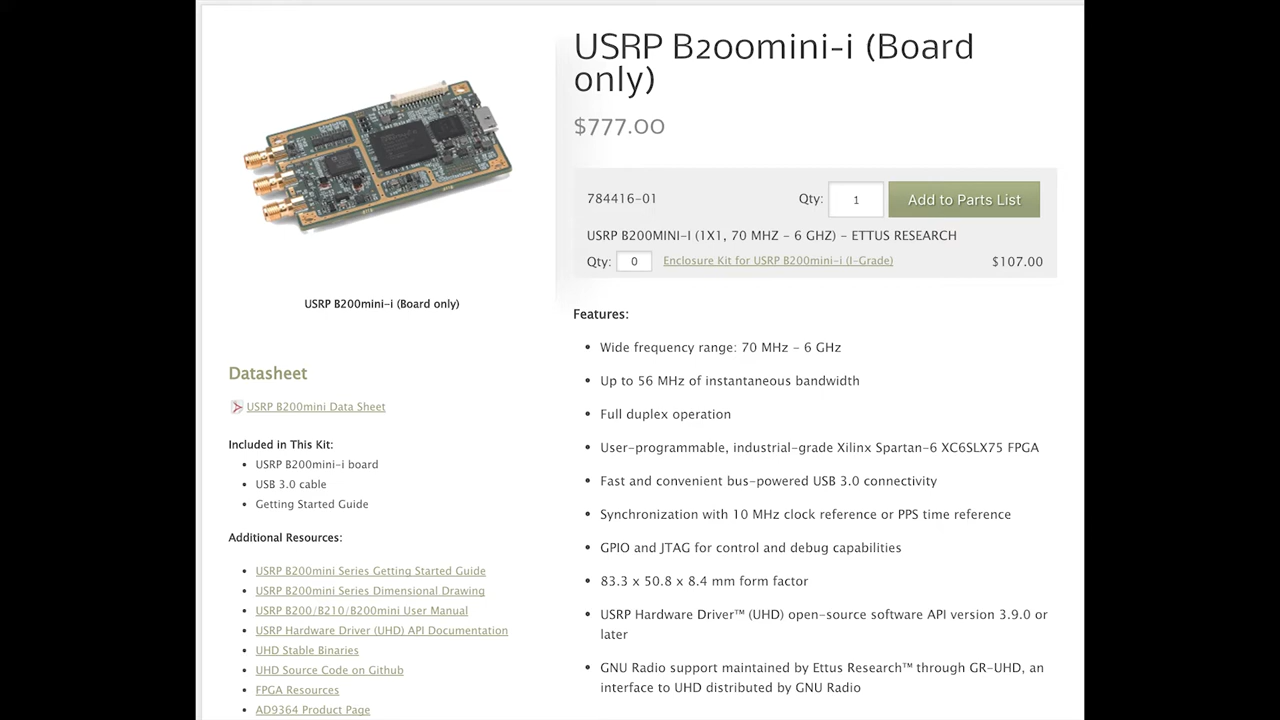 USRP B200mini-i (Board
only)
$777.00
784416-01
Qty:
1
Add to Parts List
USRP B200MINI-I (1X1, 70 MHZ - 6 GHZ) - ETTUS RESEARCH
Qty:
0
Enclosure Kit for USRP B200mini-i (I-Grade)
$107.00
USRP B200mini-i (Board only)
Datasheet
USRP B200mini Data Sheet
Included in This Kit:
• USRP B200mini-i board
• USB 3.0 cable
• Getting Started Guide
Additional Resources:
• USRP B200mini Series Getting Started Guide
• USRP B200mini Series Dimensional Drawing
• USRP B200/B210/B200mini User Manual
• USRP Hardware Driver (UHD) API Documentation
• UHD Stable Binaries
• UHD Source Code on Github
• FPGA Resources
• AD9364 Product Page
Features:
• Wide frequency range: 70 MHz - 6 GHz
• Up to 56 MHz of instantaneous bandwidth
• Full duplex operation
• User-programmable, industrial-grade Xilinx Spartan-6 XC6SLX75 FPGA
• Fast and convenient bus-powered USB 3.0 connectivity
• Synchronization with 10 MHz clock reference or PPS time reference
• GPIO and JTAG for control and debug capabilities
• 83.3 x 50.8 x 8.4 mm form factor
• USRP Hardware Driver™ (UHD) open-source software API version 3.9.0 or
later
• GNU Radio support maintained by Ettus Research™ through GR-UHD, an
interface to UHD distributed by GNU Radio